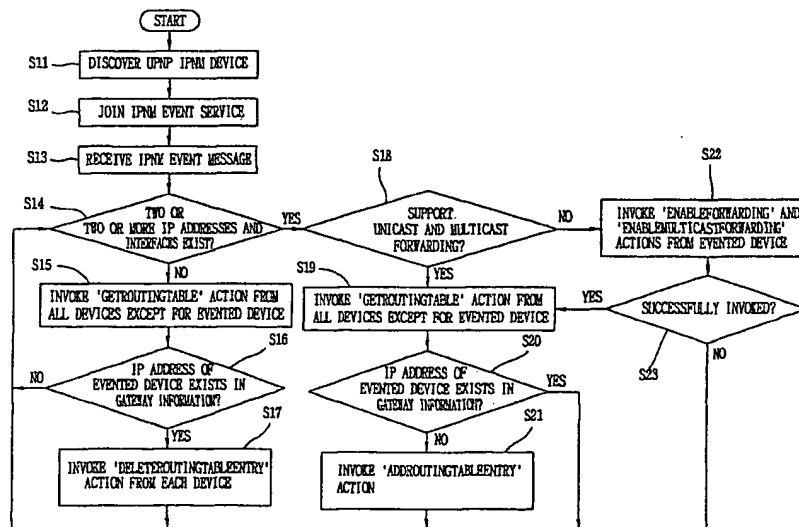 START
S11
DISCOVER UPNP IPNM DEVICE
S12
JOIN IPNM EVENT SERVICE
S13
RECEIVE IPNM EVENT MESSAGE
S14
TWO OR
TWO OR MORE IP ADDRESSES AND
INTERFACES EXIST?
YES
NO
S18
SUPPORT.
UNICAST AND MULTICAST
FORWARDING?
NO
YES
S22
INVOKE 'ENABLEFORWARDING' AND
'ENABLEMULTICASTFORWARDING'
ACTIONS FROM EVENTED DEVICE
S15
INVOKE 'GETROUTINGTABLE' ACTION FROM
ALL DEVICES EXCEPT FOR EVENTED DEVICE
S19
INVOKE 'GETROUTINGTABLE' ACTION FROM
ALL DEVICES EXCEPT FOR EVENTED DEVICE
YES
SUCCESSFULLY INVOKED?
NO
S23
S16
IP ADDRESS OF
EVENTED DEVICE EXISTS IN
GATEWAY INFORMATION?
NO
YES
S20
IP ADDRESS OF
EVENTED DEVICE EXISTS IN
GATEWAY INFORMATION?
YES
NO
S17
INVOKE 'DELETEROUTINGTABLEENTRY'
ACTION FROM EACH DEVICE
S21
INVOKE 'ADDROUTINGTABLEENTRY'
ACTION